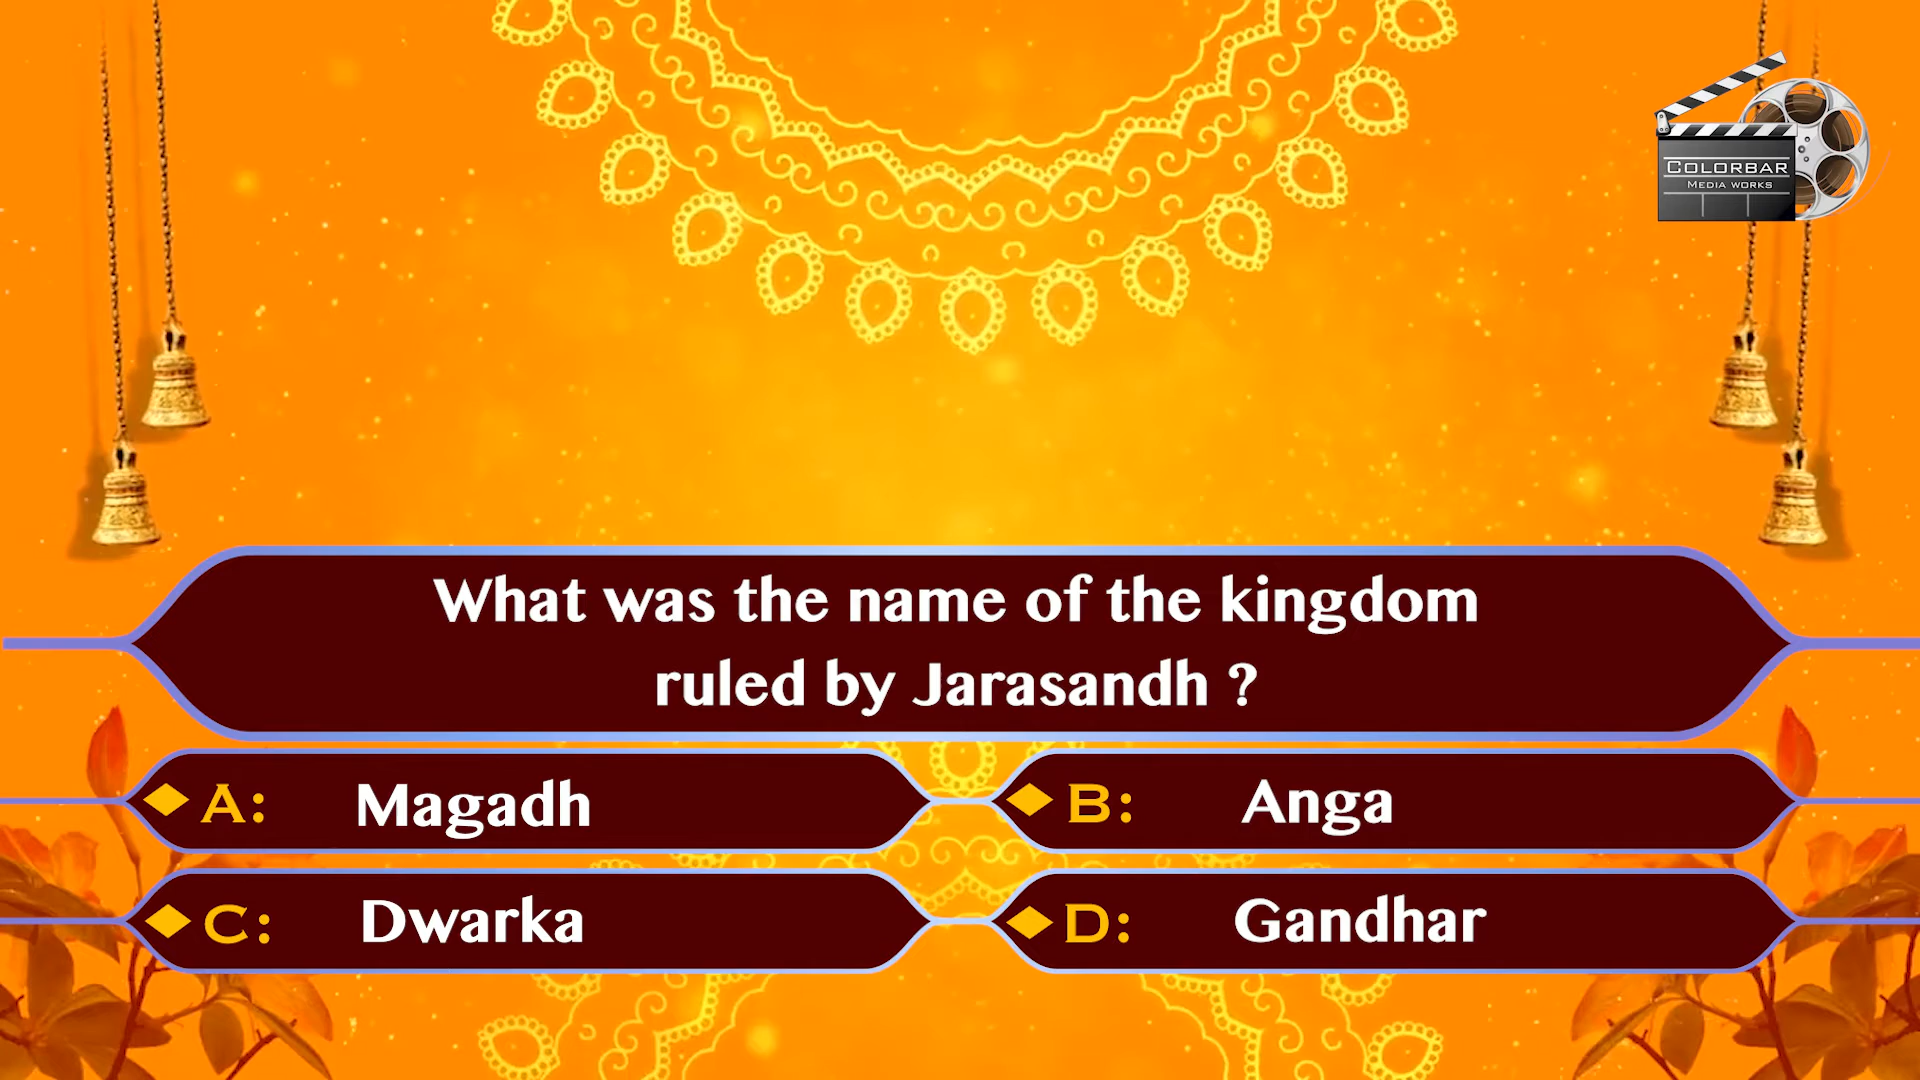 COLORBAR
MEDIA WORKS
What was the name of the kingdom
ruled by Jarasandh ?
A: Magadh
B: Anga
C: Dwarka
D: Gandhar